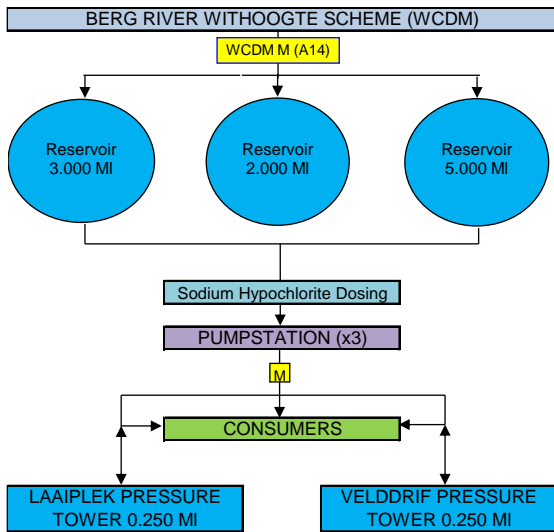 BERG RIVER WITHOOGTE SCHEME (WCDM)
WCDM M (A14)
Reservoir
3.000 Ml
Reservoir
2.000 Ml
Reservoir
5.000 Ml
Sodium Hypochlorite Dosing
PUMPSTATION (x3)
M
CONSUMERS
LAAIPLEK PRESSURE
TOWER 0.250 Ml
VELDDRIF PRESSURE
TOWER 0.250 Ml